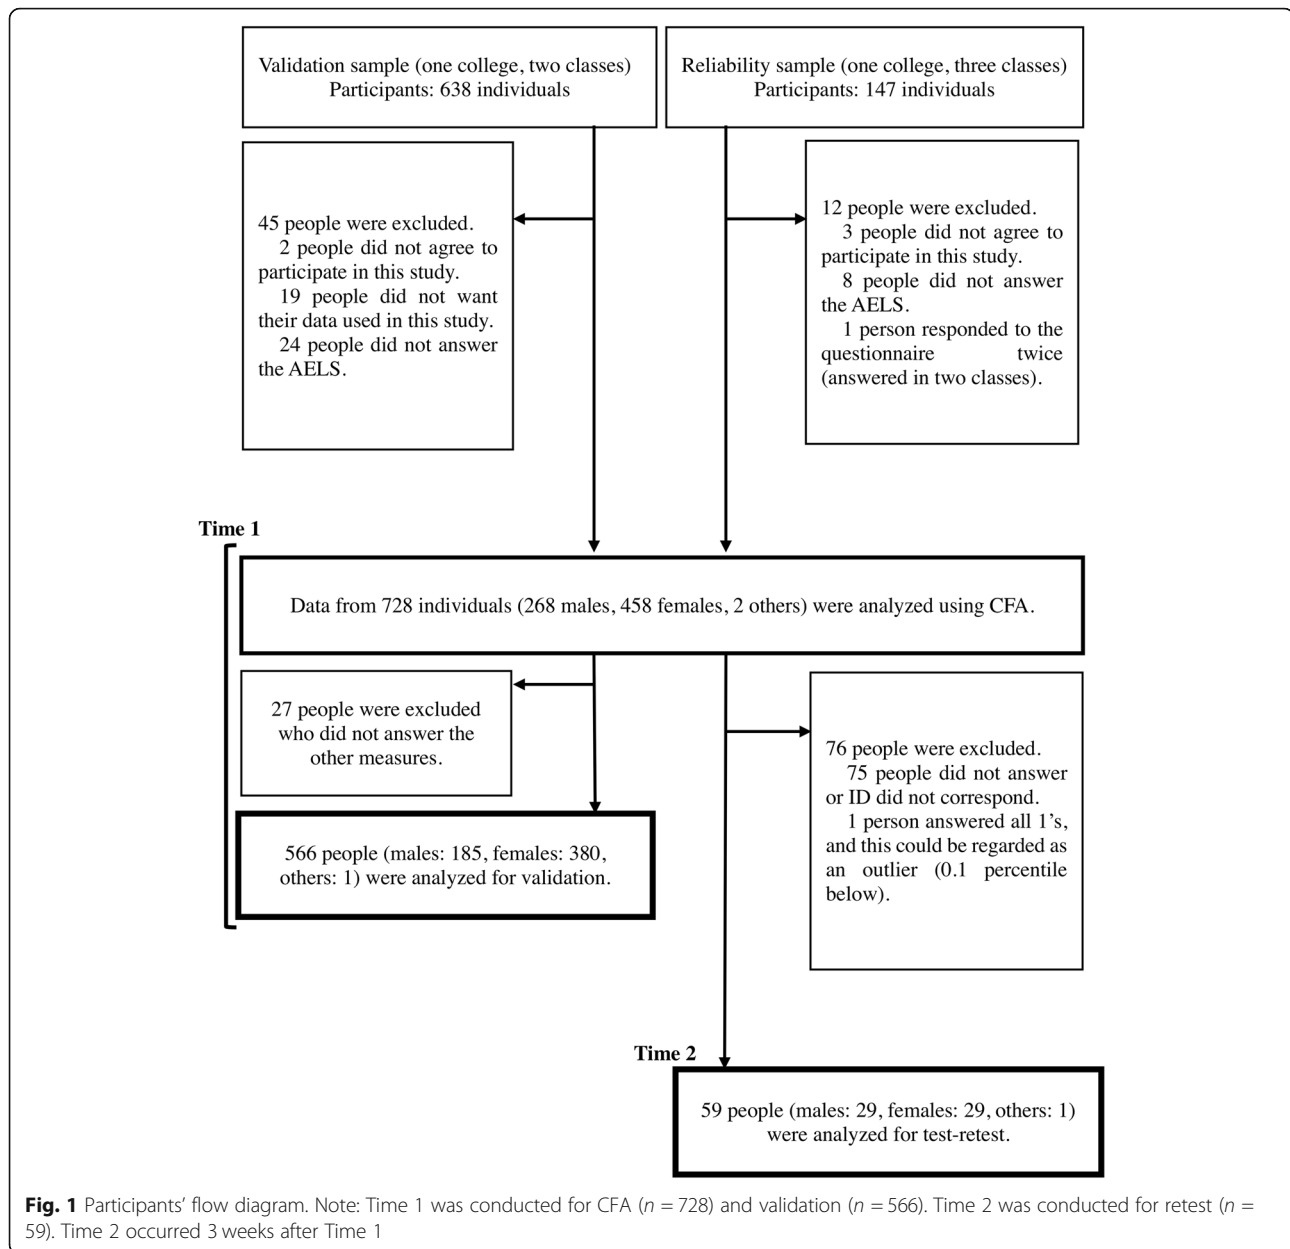 Validation sample (one college, two classes)
Participants: 638 individuals
Reliability sample (one college, three classes)
Participants: 147 individuals
45 people were excluded.
2 people did not agree to
participate in this study.
19 people did not want
their data used in this study.
24 people did not answer
the AELS.
12 people were excluded.
3 people did not agree to
participate in this study.
8 people did not answer
the AELS.
1 person responded to the
questionnaire twice
(answered in two classes).
Time 1
Data from 728 individuals (268 males, 458 females, 2 others) were analyzed using CFA.
27 people were excluded
who did not answer the
other measures.
76 people were excluded.
75 people did not answer
or ID did not correspond.
1 person answered all 1's,
and this could be regarded as
an outlier (0.1 percentile
below).
566 people (males: 185, females: 380,
others: 1) were analyzed for validation.
Time 2
59 people (males: 29, females: 29, others: 1)
were analyzed for test-retest.
Fig. 1 Participants' flow diagram. Note: Time 1 was conducted for CFA (n = 728) and validation (n = 566). Time 2 was conducted for retest (n =
59). Time 2 occurred 3 weeks after Time 1